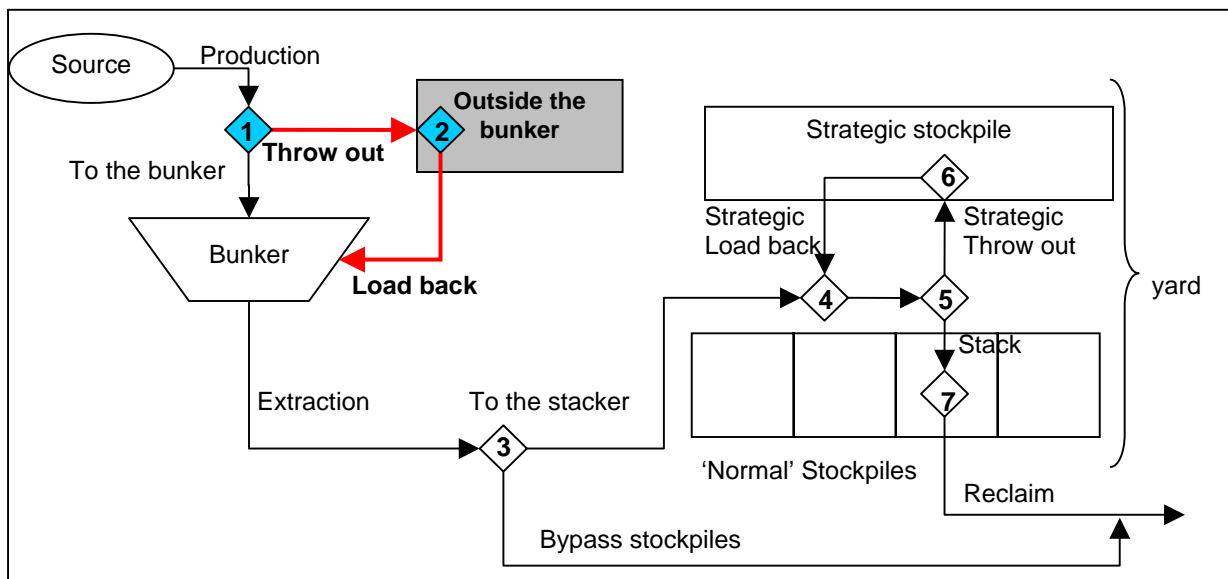 Source
Production
1
Throw out
2
Outside the
bunker
To the bunker
Bunker
Load back
Strategic stockpile
6
Strategic
Load back
Strategic
Throw out
4
5
yard
Stack
7
Extraction
To the stacker
3
‘Normal’ Stockpiles
Reclaim
Bypass stockpiles